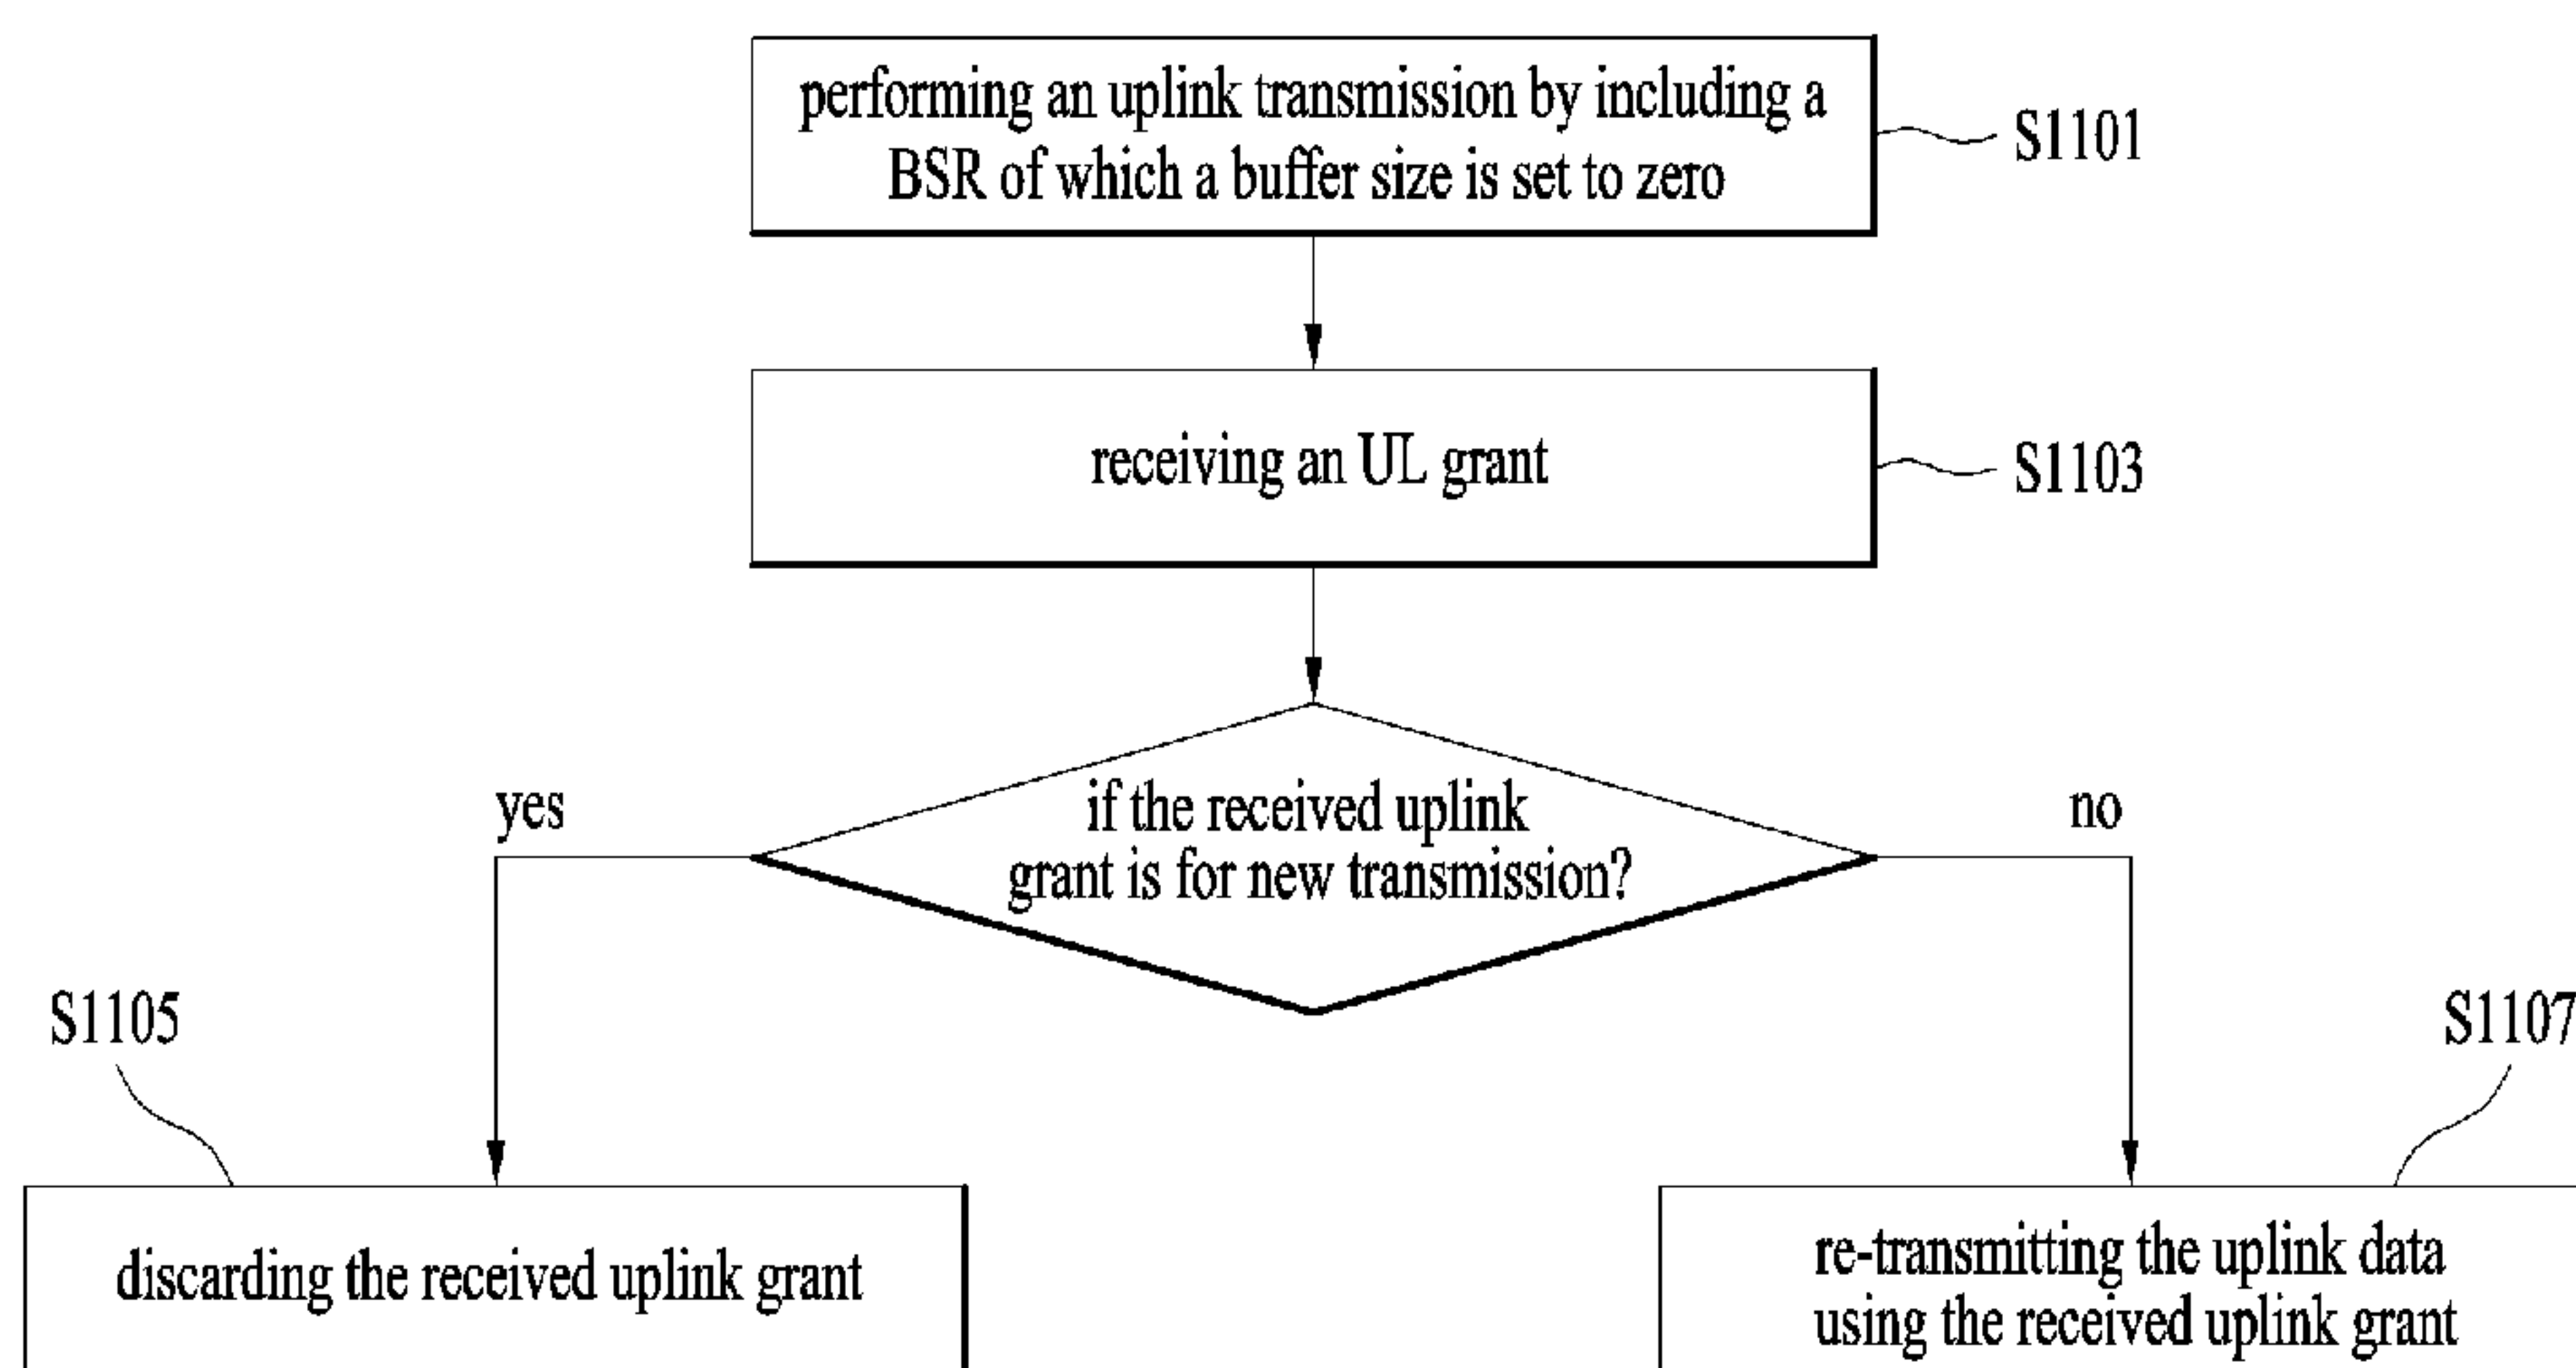 performing an uplink transmission by including a
BSR of which a buffer size is set to zero
S1101
receiving an UL grant
S1103
if the received uplink
grant is for new transmission?
yes
no
S1105
S1107
discarding the received uplink grant
re-transmitting the uplink data
using the received uplink grant